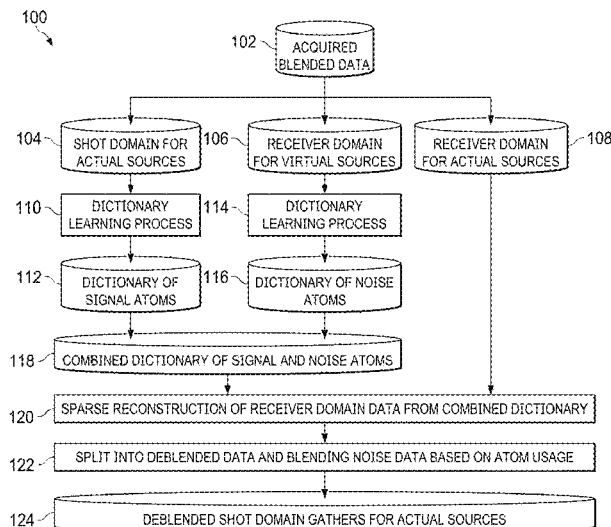 100
102
ACQUIRED
BLENDED DATA
104
SHOT DOMAIN FOR
ACTUAL SOURCES
106
RECEIVER DOMAIN
FOR VIRTUAL SOURCES
RECEIVER DOMAIN
FOR ACTUAL SOURCES
108
110
DICTIONARY
LEARNING PROCESS
114
DICTIONARY
LEARNING PROCESS
112
DICTIONARY OF
SIGNAL ATOMS
116
DICTIONARY OF NOISE
ATOMS
118
COMBINED DICTIONARY OF SIGNAL AND NOISE ATOMS
120
SPARSE RECONSTRUCTION OF RECEIVER DOMAIN DATA FROM COMBINED DICTIONARY
122
SPLIT INTO DEBLENDED DATA AND BLENDING NOISE DATA BASED ON ATOM USAGE
124
DEBLENDED SHOT DOMAIN GATHERS FOR ACTUAL SOURCES